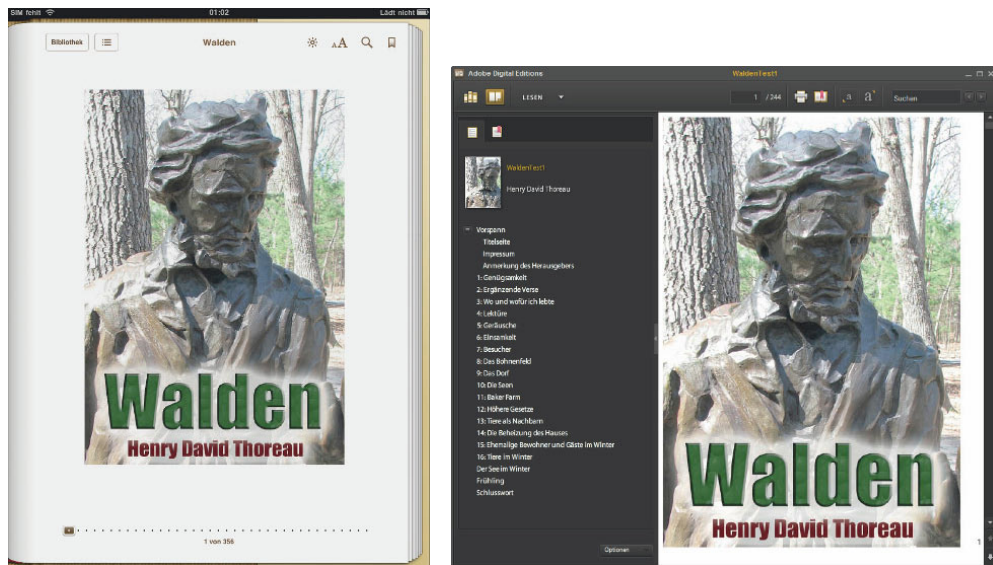 SIM fehlt
01:02
Lädt nicht
Bibliothek
Walden
AA
Walden
Henry David Thoreau
1 von 356
Adobe Digital Editions
WaldenTest1
LESEN
1 / 344
a a
Suchen
WaldenTest1
Henry David Thoreau
Vorspann
Titelseite
Impressum
Anmerkung des Herausgebers
1: Genügsamkeit
2: Ergänzende Verse
3: Wo und wofür ich lebte
4: Lektüre
5: Geräusche
6: Einsamkeit
7: Besucher
8: Das Bohnenfeld
9: Das Dorf
10: Die Seen
11: Baker Farm
12: Höhere Gesetze
13: Tiere als Nachbarn
14: Die Beheizung des Hauses
15: Ehemalige Bewohner und Gäste im Winter
16: Tiere im Winter
Der See im Winter
Frühling
Schlusswort
Optionen
Walden
Henry David Thoreau
1